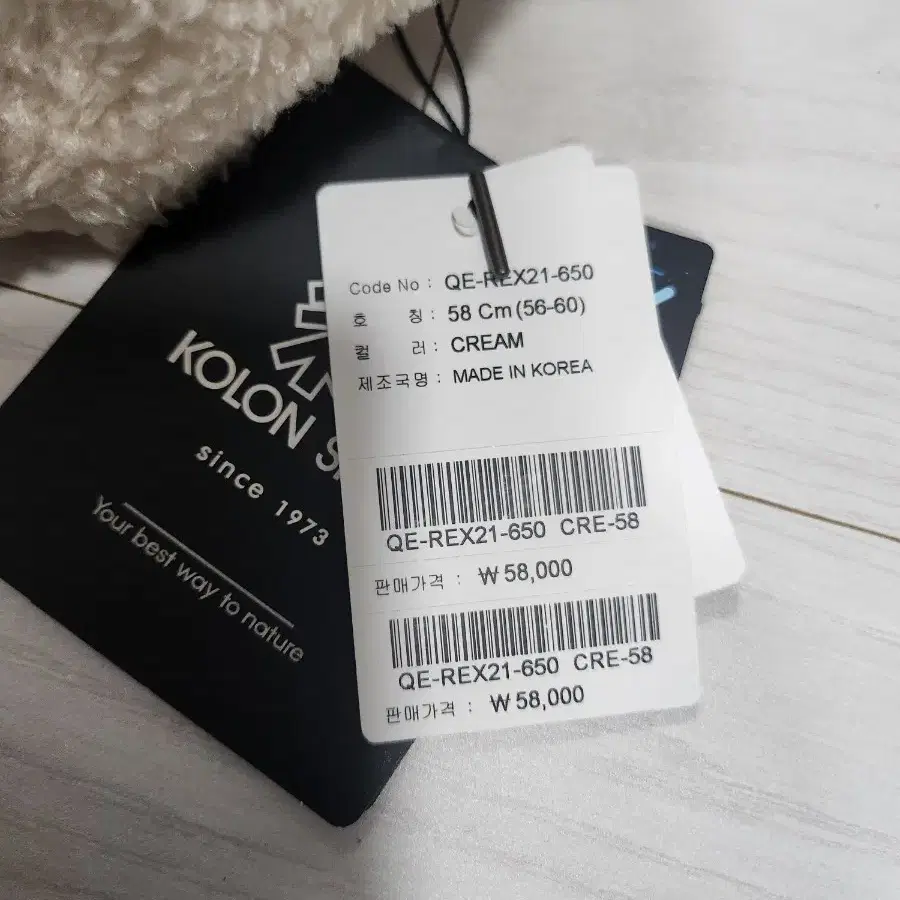 KOLON
since 1973
Your best way to nature
Code No : QE-REX21-650
호 칭 : 58 Cm (56-60)
컬 러 : CREAM
제조국명 : MADE IN KOREA
QE-REX21-650 CRE-58
판매가격 : ₩ 58,000
QE-REX21-650 CRE-58
판매가격 : ₩ 58,000